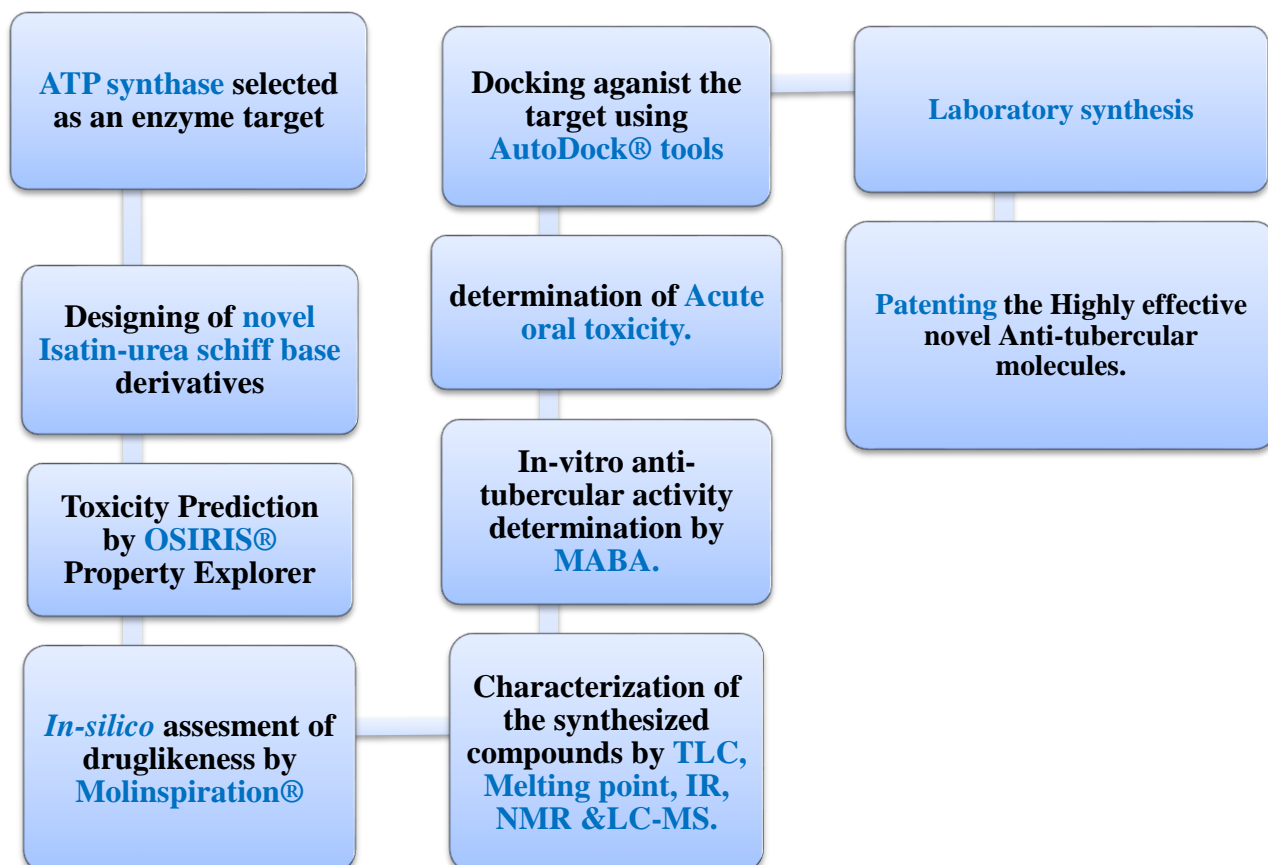 ATP synthase selected
as an enzyme target
Designing of novel
Isatin-urea schiff base
derivatives
Toxicity Prediction
by OSIRIS®
Property Explorer
In-silico assesment of
druglikeness by
Molinspiration®
Characterization of
the synthesized
compounds by TLC,
Melting point, IR,
NMR &LC-MS.
In-vitro anti-
tubercular activity
determination by
MABA.
determination of Acute
oral toxicity.
Docking aganist the
target using
AutoDock® tools
Laboratory synthesis
Patenting the Highly effective
novel Anti-tubercular
molecules.